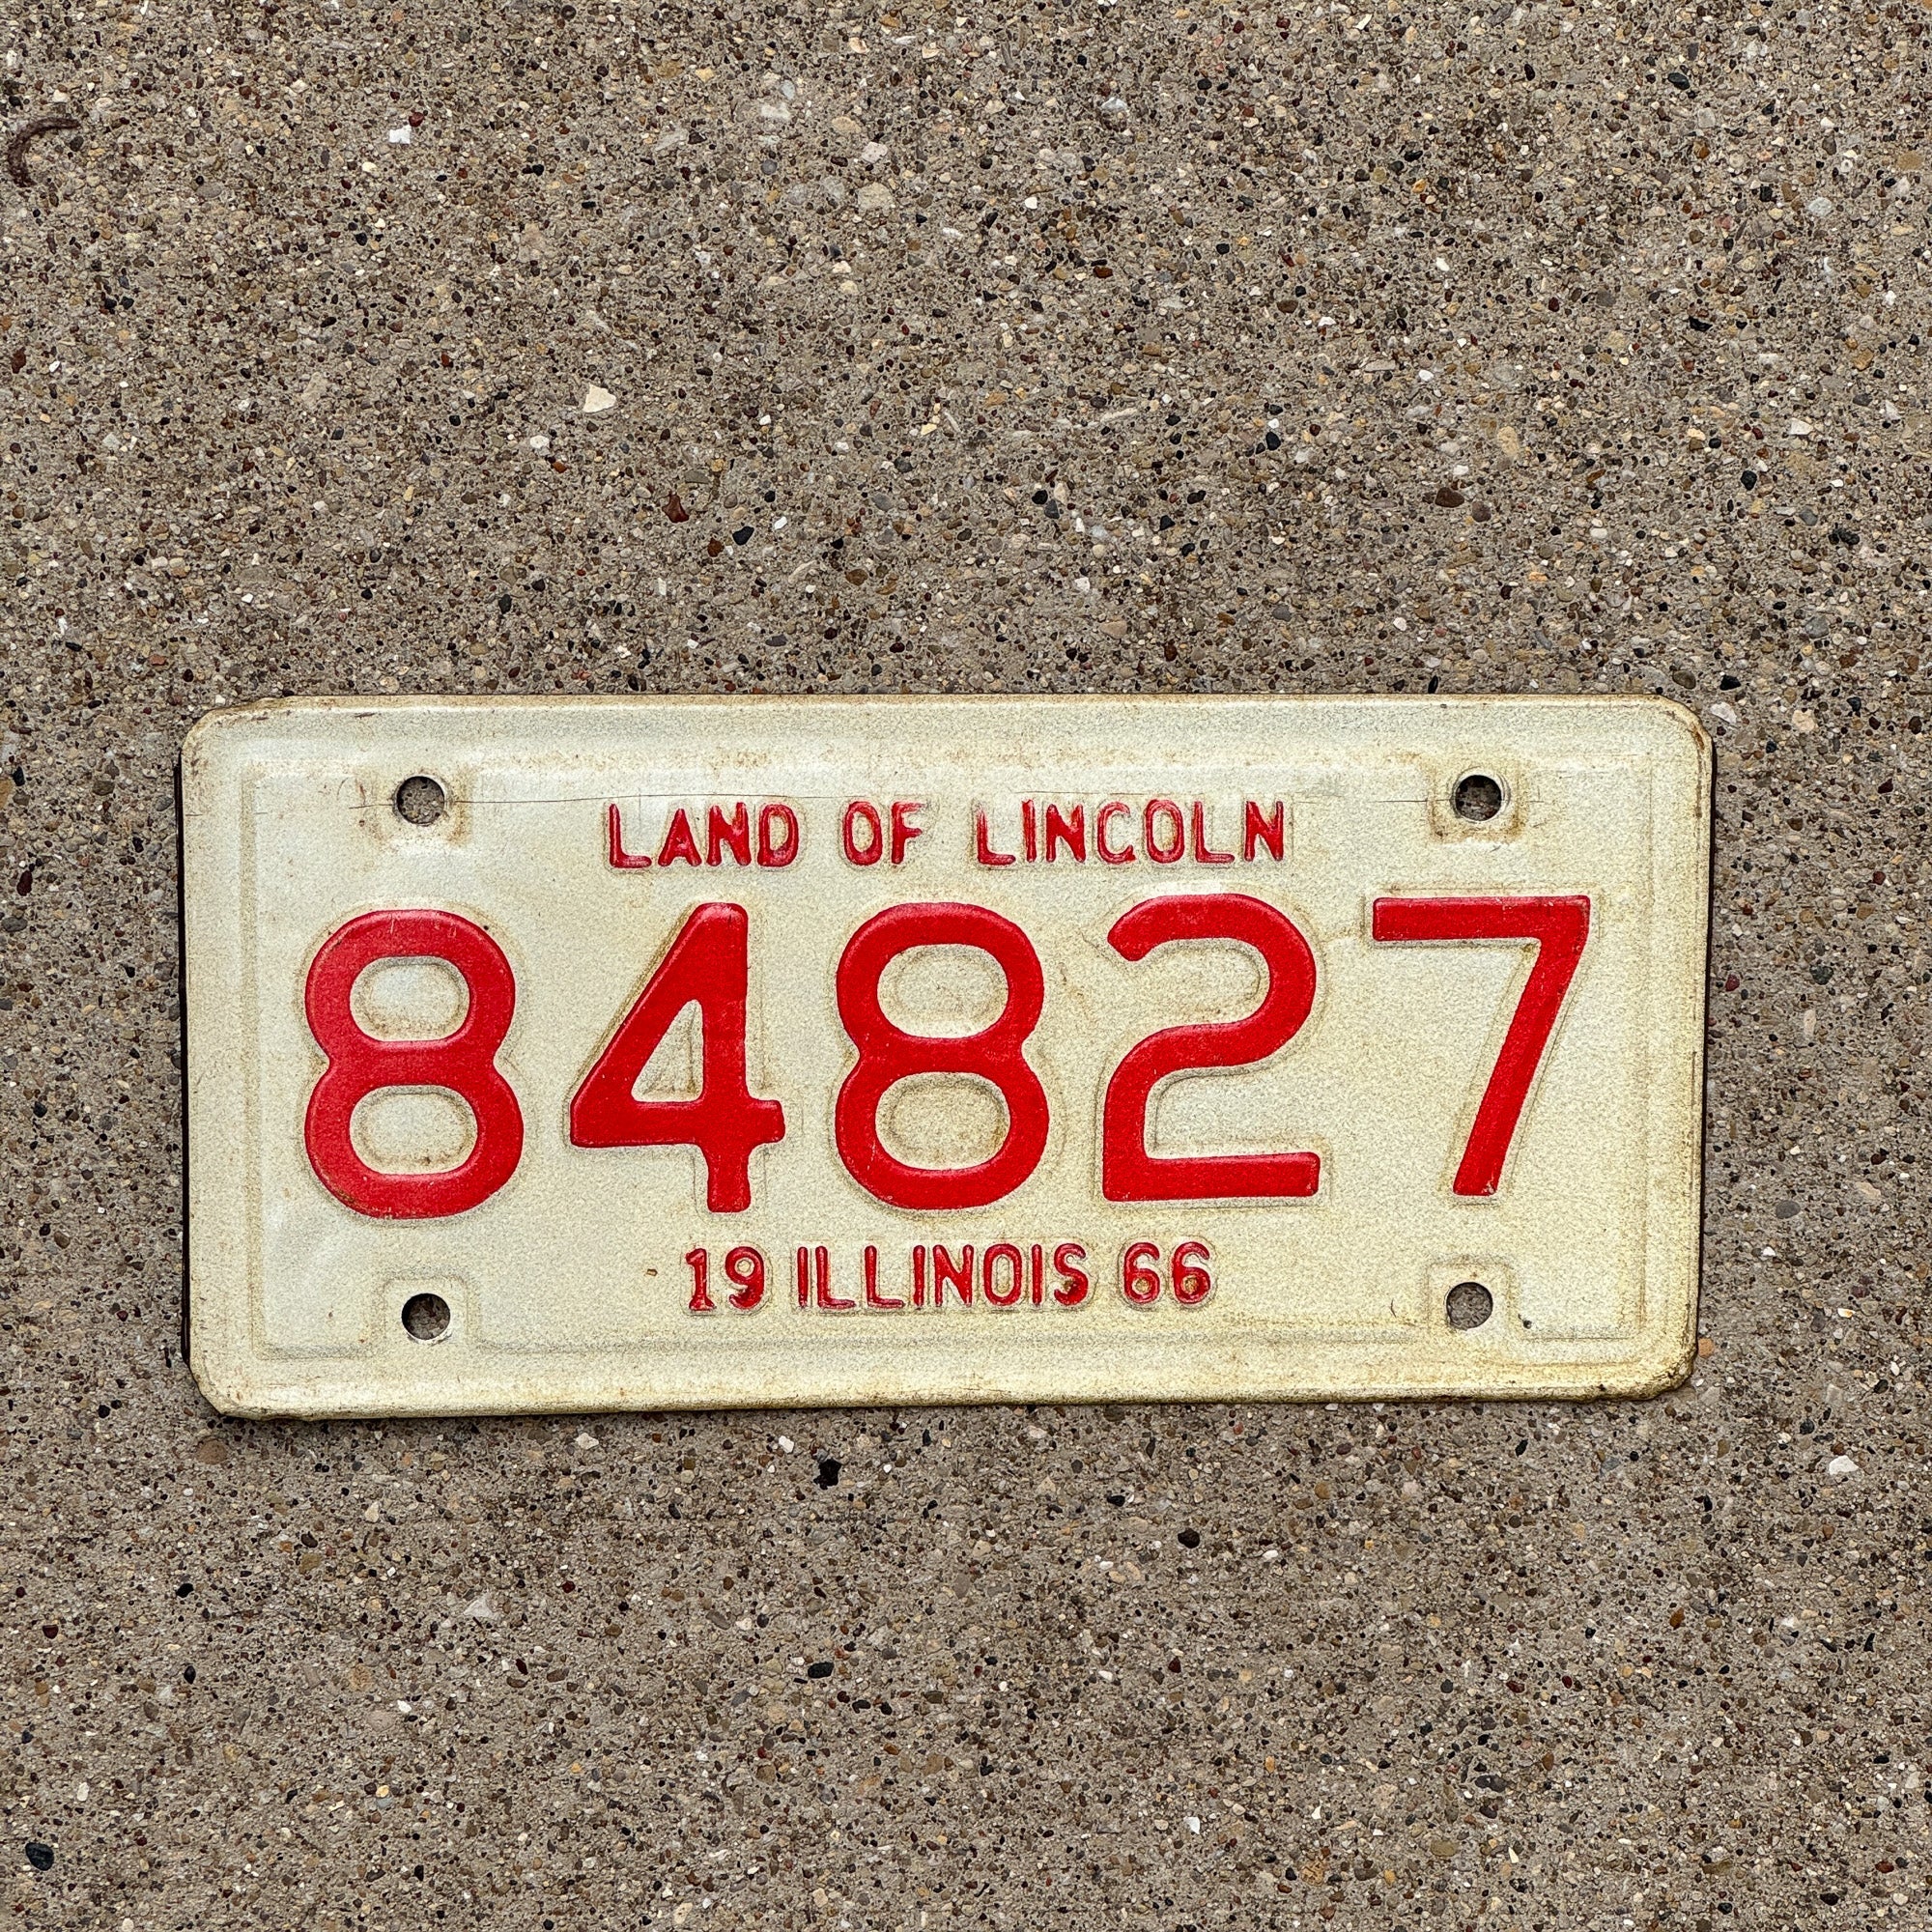 LAND OF LINCOLN
84827
19 ILLINOIS 66